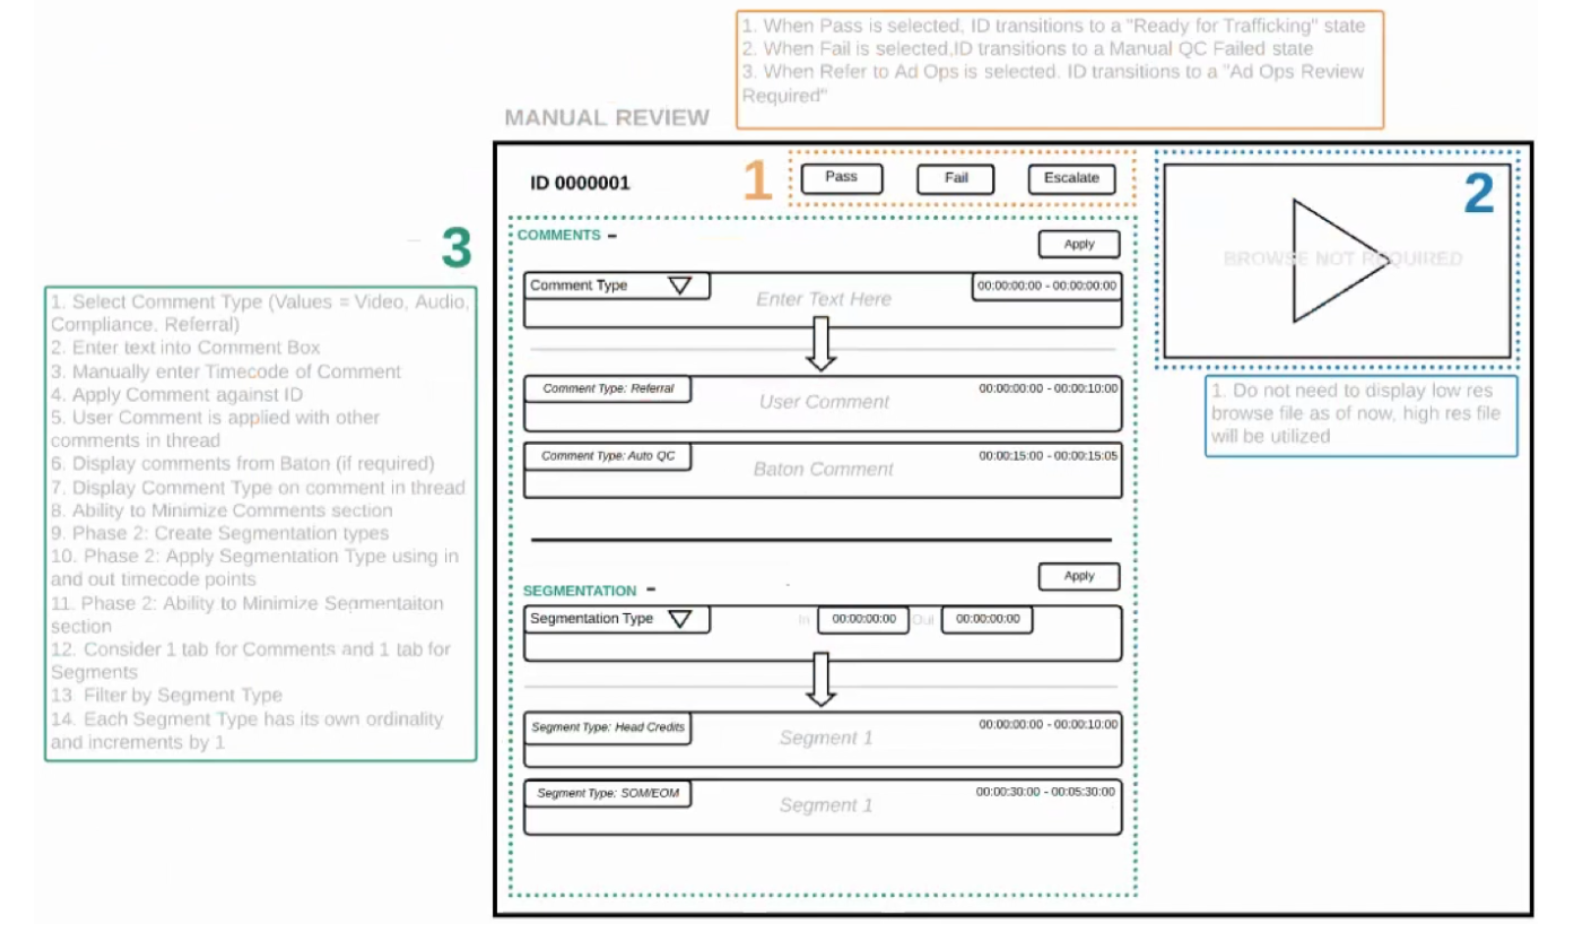 1. When Pass is selected, ID transitions to a "Ready for Trafficking" state
2. When Fail is selected,ID transitions to a Manual QC Failed state
3. When Refer to Ad Ops is selected. ID transitions to a "Ad Ops Review
Required"
MANUAL REVIEW
ID 0000001
1
Pass
Fail
Escalate
2
BROWSE NOT REQUIRED
1. Do not need to display low res
browse file as of now, high res file
will be utilized
3
1. Select Comment Type (Values = Video, Audio,
Compliance, Referral)
2. Enter text into Comment Box
3. Manually enter Timecode of Comment
4. Apply Comment against ID
5. User Comment is applied with other
comments in thread
6. Display comments from Baton (if required)
7. Display Comment Type on comment in thread
8. Ability to Minimize Comments section
9. Phase 2: Create Segmentation types
10. Phase 2: Apply Segmentation Type using in
and out timecode points
11. Phase 2: Ability to Minimize Segmentaiton
section
12. Consider 1 tab for Comments and 1 tab for
Segments
13. Filter by Segment Type
14. Each Segment Type has its own ordinality
and increments by 1
COMMENTS -
Apply
Comment Type
Enter Text Here
00:00:00:00 - 00:00:00:00
Comment Type: Referral
User Comment
00:00:00:00 - 00:00:10:00
Comment Type: Auto QC
Baton Comment
00:00:15:00 - 00:00:15:05
SEGMENTATION -
Apply
Segmentation Type
In
00:00:00:00
Out
00:00:00:00
Segment Type: Head Credits
Segment 1
00:00:00:00 - 00:00:10:00
Segment Type: SOM/EOM
Segment 1
00:00:30:00 - 00:05:30:00